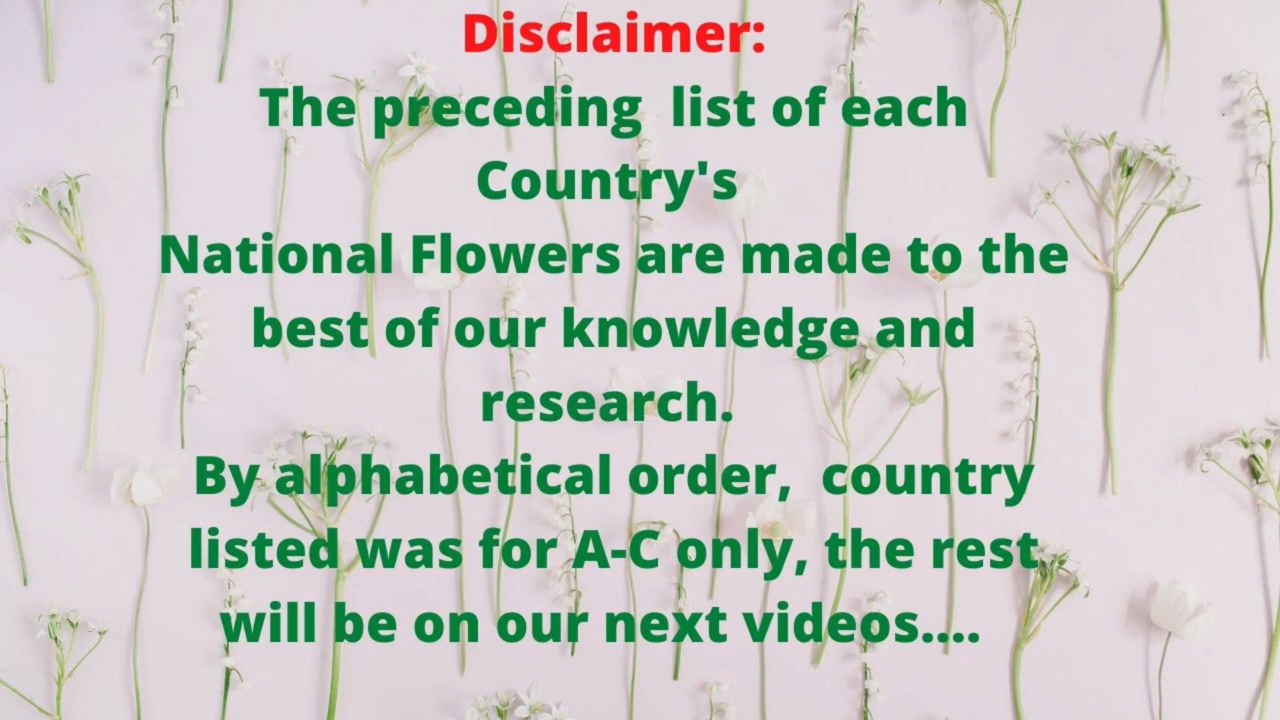 Disclaimer:
The preceding  list of each
Country's
National Flowers are made to the
best of our knowledge and
research.
By alphabetical order,  country
listed was for A-C only, the rest
will be on our next videos....